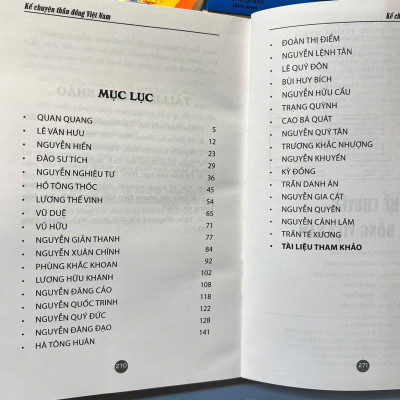 Kể chuyện thần đồng Việt Nam
MỤC LỤC
• QUAN QUANG 5
• LÊ VĂN HƯU 12
• NGUYỄN HIỀN 23
• ĐÀO SƯ TÍCH 29
• NGUYỄN NGHIÊU TƯ 36
• HỒ TÔNG THỐC 45
• LƯƠNG THẾ VINH 54
• VŨ DUỆ 65
• VŨ HỮU 71
• NGUYỄN GIẢN THANH 77
• NGUYỄN XUÂN CHÍNH 84
• PHÙNG KHẮC KHOAN 92
• LƯƠNG HỮU KHÁNH 102
• NGUYỄN ĐĂNG CẢO 108
• NGUYỄN QUỐC TRINH 118
• NGUYỄN QUÝ ĐỨC 122
• NGUYỄN ĐĂNG ĐẠO 128
• HÀ TÔNG HUÂN 141
270
Kể
• ĐOÀN THỊ ĐIỂM
• NGUYỄN LỆNH TÂN
• LÊ QUÝ ĐÔN
• BÙI HUY BÍCH
• NGUYỄN HỮU CẦU
• TRẠNG QUỲNH
• CAO BÁ QUÁT
• NGUYỄN QUÝ TÂN
• TRƯƠNG KHẮC NHƯỢNG
• NGUYỄN KHUYẾN
• KỲ ĐỒNG
• TRẦN DANH ÁN
• NGUYỄN GIA CÁT
• NGUYỄN QUYỀN
• NGUYỄN CẢNH LÂM
• TRẦN TẾ XƯƠNG
• TÀI LIỆU THAM KHẢO
271